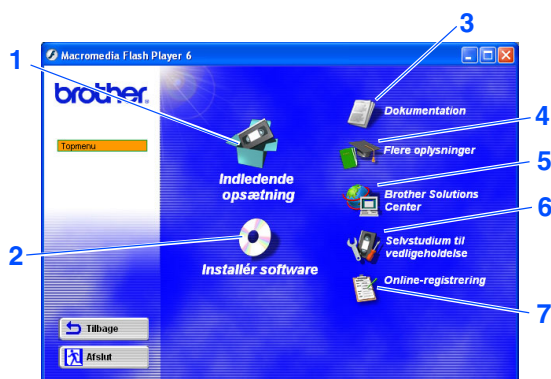 3
1
Macromedia Flash Player 6
brother.
Dokumentation
4
Topmenu
Flere oplysninger
5
Indledende
opsætning
Brother Solutions
Center
6
2
Selvstudium til
vedligeholdelse
Installér software
Online-registrering
7
Tilbage
Afslut